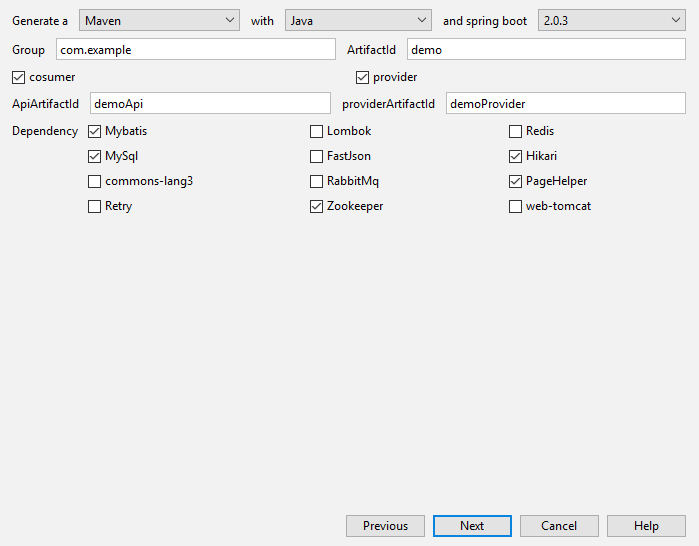 Generate a Maven with Java and spring boot 2.0.3
Group com.example ArtifactId demo
cosumer provider
ApiArtifactId demoApi providerArtifactId demoProvider
Dependency Mybatis Lombok Redis
MySql FastJson Hikari
commons-lang3 RabbitMq PageHelper
Retry Zookeeper web-tomcat
Previous Next Cancel Help